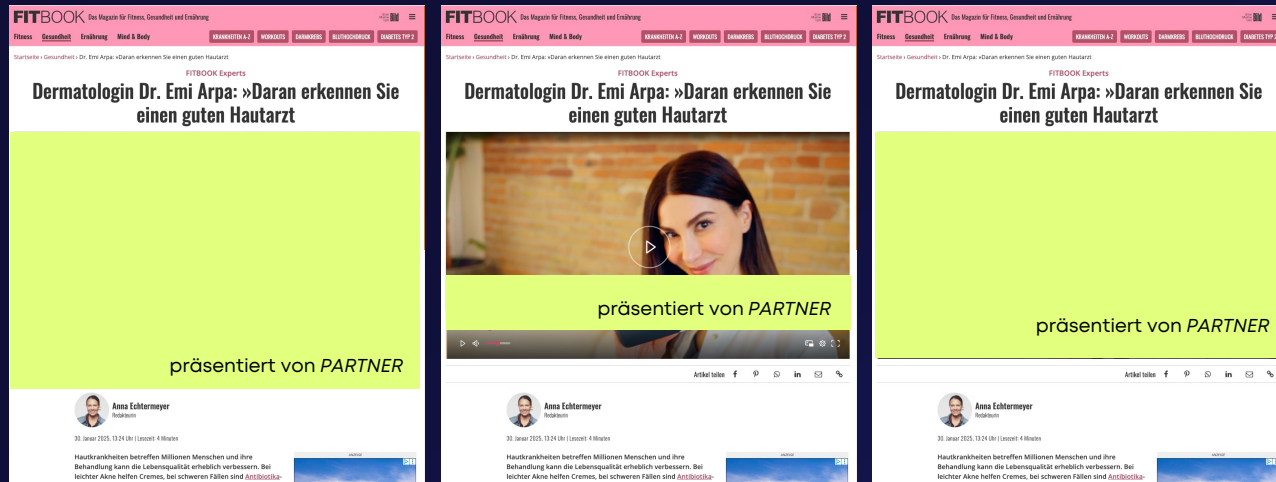 FITBOOK Das Magazin für Fitness, Gesundheit und Ernährung
Fitness Gesundheit Ernährung Mind & Body KRANKHEITEN A-Z WORKOUTS DARMKREBS BLUTHOCHDRUCK DIABETES TYP 2
Startseite › Gesundheit › Dr. Emi Arpa: »Daran erkennen Sie einen guten Hautarzt
FITBOOK Experts
Dermatologin Dr. Emi Arpa: »Daran erkennen Sie
einen guten Hautarzt
präsentiert von PARTNER
Anna Echtermeyer
Redakteurin
30. Januar 2025, 13:24 Uhr | Lesezeit: 4 Minuten
Hautkrankheiten betreffen Millionen Menschen und ihre
Behandlung kann die Lebensqualität erheblich verbessern. Bei
leichter Akne helfen Cremes, bei schweren Fällen sind Antibiotika-
FITBOOK Das Magazin für Fitness, Gesundheit und Ernährung
Fitness Gesundheit Ernährung Mind & Body KRANKHEITEN A-Z WORKOUTS DARMKREBS BLUTHOCHDRUCK DIABETES TYP 2
Startseite › Gesundheit › Dr. Emi Arpa: »Daran erkennen Sie einen guten Hautarzt
FITBOOK Experts
Dermatologin Dr. Emi Arpa: »Daran erkennen Sie
einen guten Hautarzt
präsentiert von PARTNER
Artikel teilen
Anna Echtermeyer
Redakteurin
30. Januar 2025, 13:24 Uhr | Lesezeit: 4 Minuten
Hautkrankheiten betreffen Millionen Menschen und ihre
Behandlung kann die Lebensqualität erheblich verbessern. Bei
leichter Akne helfen Cremes, bei schweren Fällen sind Antibiotika-
FITBOOK Das Magazin für Fitness, Gesundheit und Ernährung
Fitness Gesundheit Ernährung Mind & Body KRANKHEITEN A-Z WORKOUTS DARMKREBS BLUTHOCHDRUCK DIABETES TYP 2
Startseite › Gesundheit › Dr. Emi Arpa: »Daran erkennen Sie einen guten Hautarzt
FITBOOK Experts
Dermatologin Dr. Emi Arpa: »Daran erkennen Sie
einen guten Hautarzt
präsentiert von PARTNER
Artikel teilen
Anna Echtermeyer
Redakteurin
30. Januar 2025, 13:24 Uhr | Lesezeit: 4 Minuten
Hautkrankheiten betreffen Millionen Menschen und ihre
Behandlung kann die Lebensqualität erheblich verbessern. Bei
leichter Akne helfen Cremes, bei schweren Fällen sind Antibiotika-